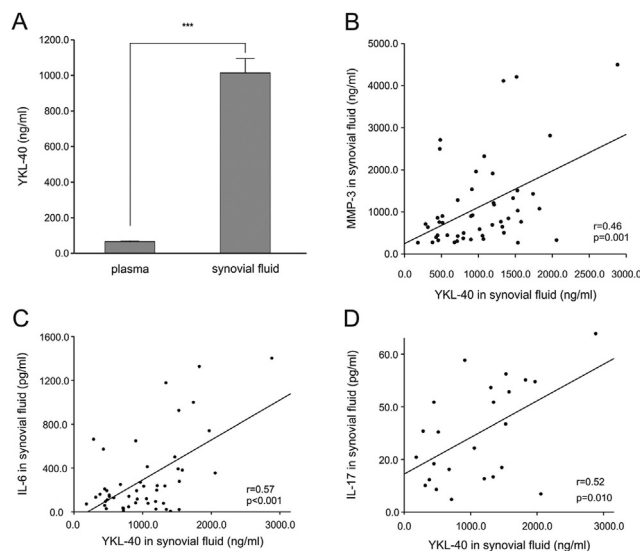 A
***
YKL-40 (ng/ml)
1200.0
1000.0
800.0
600.0
400.0
200.0
0.0
plasma
synovial fluid
B
MMP-3 in synovial fluid (ng/ml)
5000.0
4000.0
3000.0
2000.0
1000.0
0.0
r=0.46
p=0.001
0.0
500.0
1000.0
1500.0
2000.0
2500.0
3000.0
YKL-40 in synovial fluid (ng/ml)
C
IL-6 in synovial fluid (pg/ml)
1600.0
1200.0
800.0
400.0
0.0
r=0.57
p<0.001
0.0
1000.0
2000.0
3000.0
YKL-40 in synovial fluid (ng/ml)
D
IL-17 in synovial fluid (pg/ml)
60.0
50.0
20.0
0.0
r=0.52
p=0.010
0.0
1000.0
2000.0
3000.0
YKL-40 in synovial fluid (ng/ml)